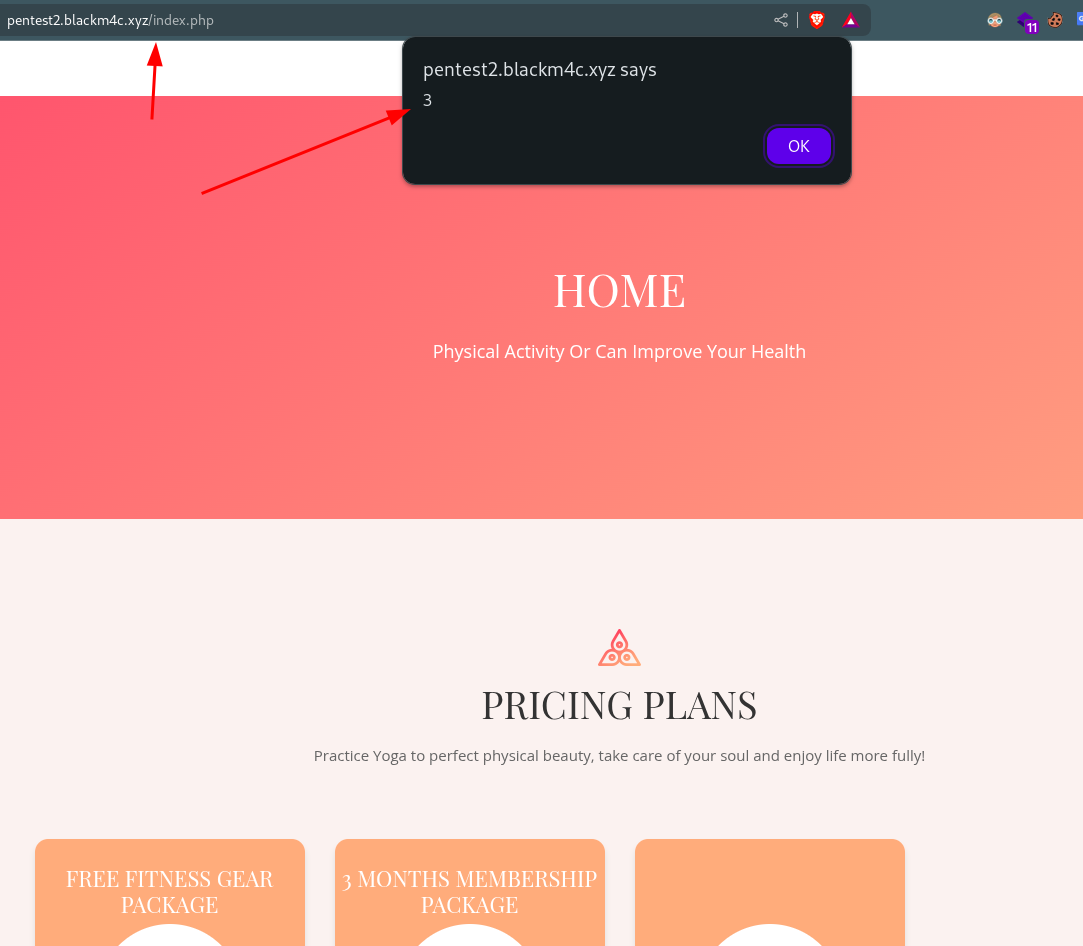 pentest2.blackm4c.xyz/index.php
11
pentest2.blackm4c.xyz says
3
OK
HOME
Physical Activity Or Can Improve Your Health
PRICING PLANS
Practice Yoga to perfect physical beauty, take care of your soul and enjoy life more fully!
FREE FITNESS GEAR
PACKAGE
3 MONTHS MEMBERSHIP
PACKAGE